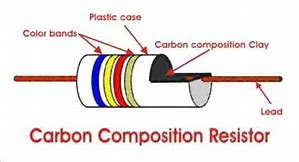 Plastic case
Color bands
Carbon composition Clay
Lead
Carbon Composition Resistor